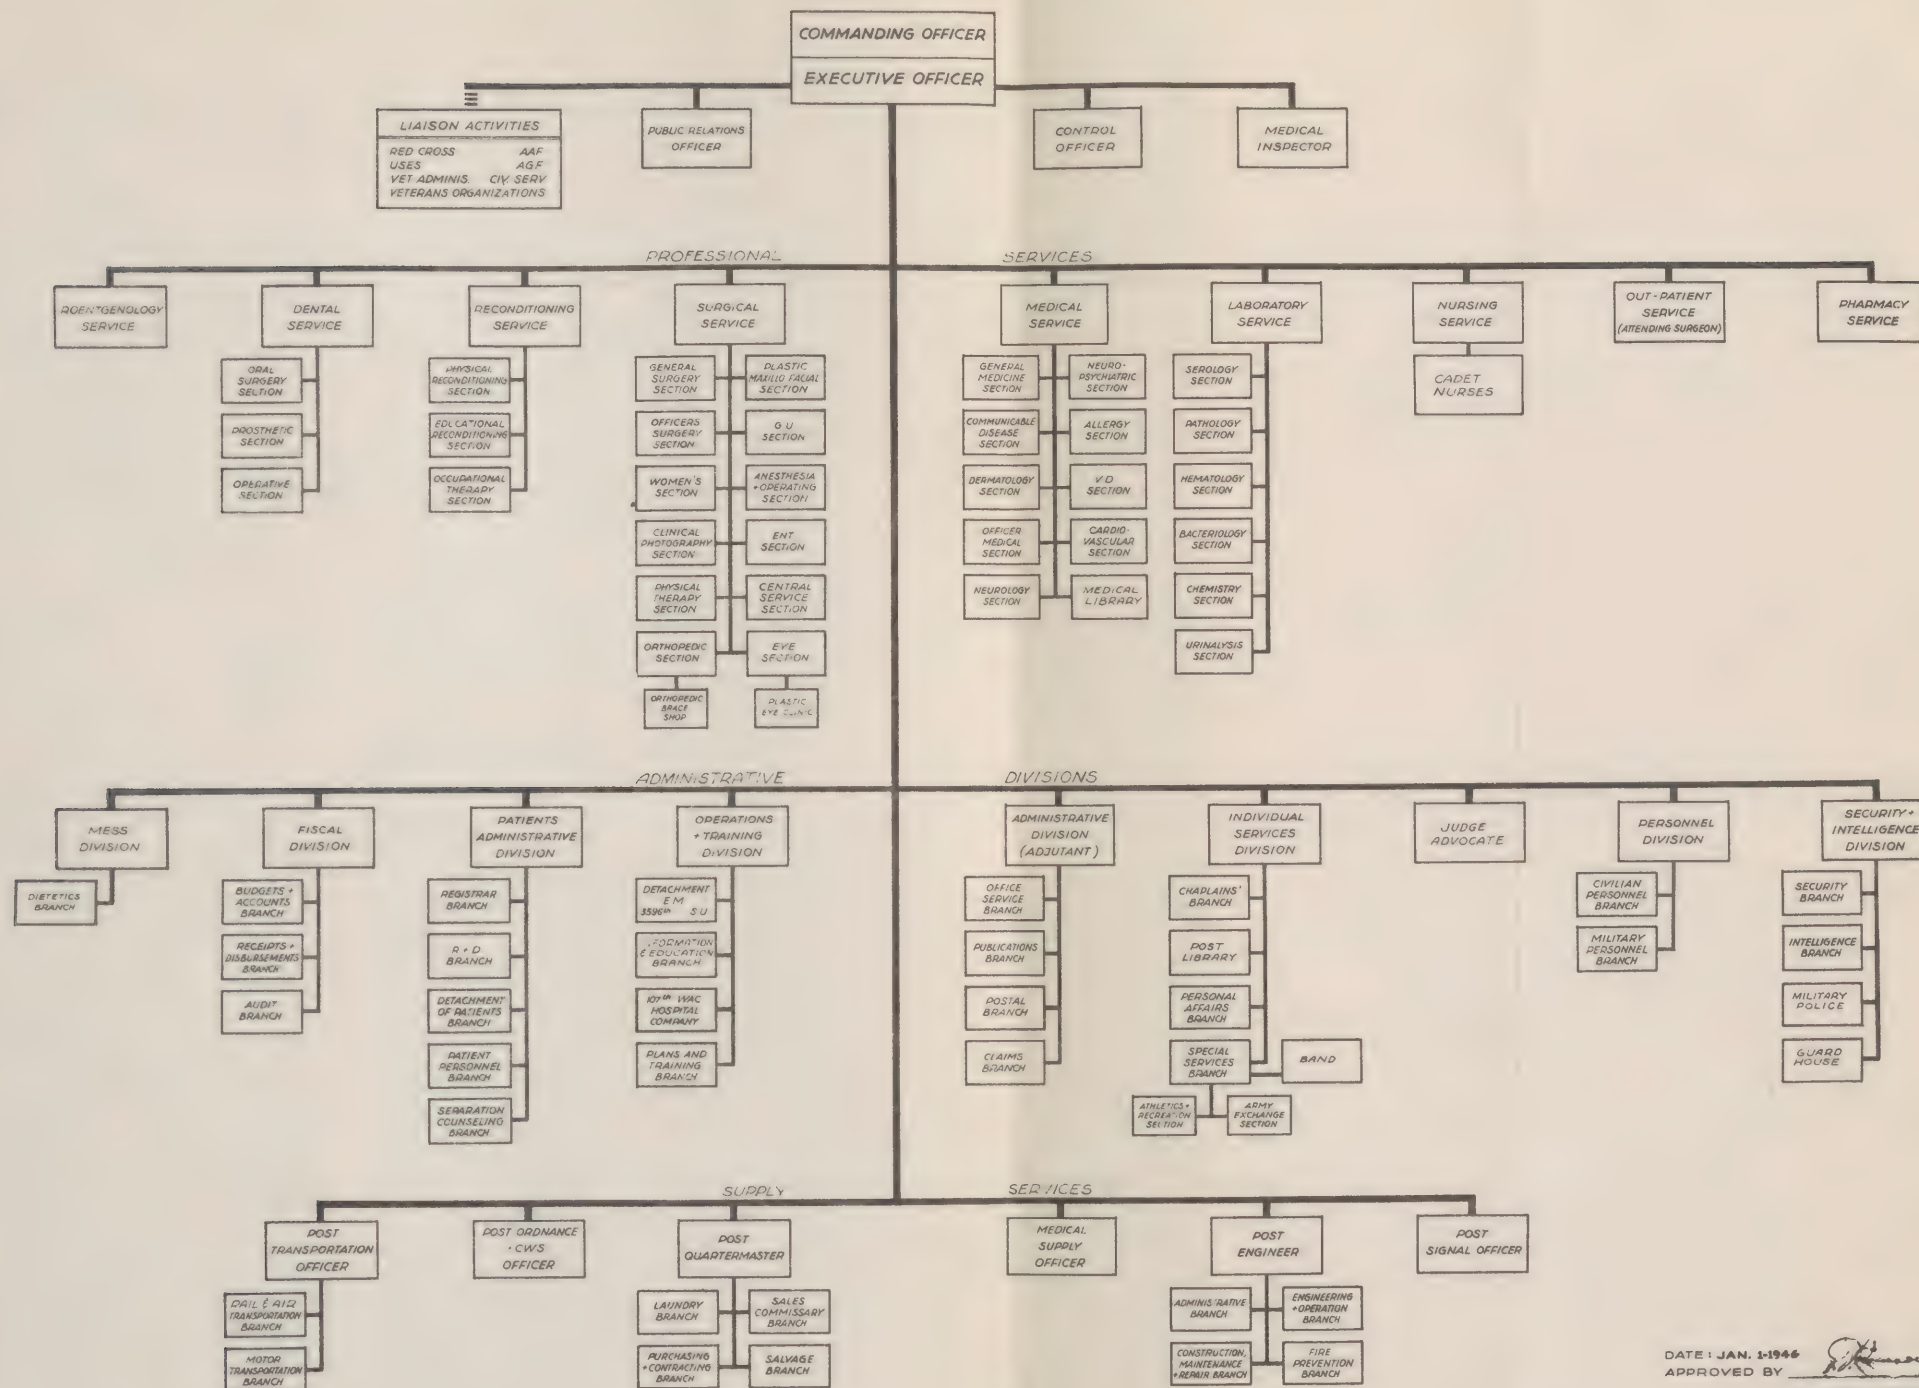 COMMANDING OFFICER
EXECUTIVE OFFICER
LIAISON ACTIVITIES
RED CROSS AAF
USES AGF
VET ADMINIS. CIV. SERV
VETERANS ORGANIZATIONS
PUBLIC RELATIONS
OFFICER
CONTROL
OFFICER
MEDICAL
INSPECTOR
PROFESSIONAL SERVICES
ROENTGENOLOGY
SERVICE
DENTAL
SERVICE
RECONDITIONING
SERVICE
SURGICAL
SERVICE
MEDICAL
SERVICE
LABORATORY
SERVICE
NURSING
SERVICE
OUT-PATIENT
SERVICE
(ATTENDING SURGEON)
PHARMACY
SERVICE
ORAL
SURGERY
SECTION
PROSTHETIC
SECTION
OPERATIVE
SECTION
PHYSICAL
RECONDITIONING
SECTION
EDUCATIONAL
RECONDITIONING
SECTION
OCCUPATIONAL
THERAPY
SECTION
GENERAL
SURGERY
SECTION
PLASTIC
MAXILLO FACIAL
SECTION
OFFICERS
SURGERY
SECTION
G U
SECTION
WOMEN'S
SECTION
ANESTHESIA
+ OPERATING
SECTION
CLINICAL
PHOTOGRAPHY
SECTION
ENT
SECTION
PHYSICAL
THERAPY
SECTION
CENTRAL
SERVICE
SECTION
ORTHOPEDIC
SECTION
EYE
SECTION
ORTHOPEDIC
BRACE
SHOP
PLASTIC
EYE CLINIC
GENERAL
MEDICINE
SECTION
NEURO-
PSYCHIATRIC
SECTION
COMMUNICABLE
DISEASE
SECTION
ALLERGY
SECTION
DERMATOLOGY
SECTION
V D
SECTION
OFFICER
MEDICAL
SECTION
CARDIO-
VASCULAR
SECTION
NEUROLOGY
SECTION
MEDICAL
LIBRARY
SEROLOGY
SECTION
PATHOLOGY
SECTION
HEMATOLOGY
SECTION
BACTERIOLOGY
SECTION
CHEMISTRY
SECTION
URINALYSIS
SECTION
CADET
NURSES
ADMINISTRATIVE DIVISIONS
MESS
DIVISION
FISCAL
DIVISION
PATIENTS
ADMINISTRATIVE
DIVISION
OPERATIONS
+ TRAINING
DIVISION
ADMINISTRATIVE
DIVISION
(ADJUTANT)
INDIVIDUAL
SERVICES
DIVISION
JUDGE
ADVOCATE
PERSONNEL
DIVISION
SECURITY +
INTELLIGENCE
DIVISION
DIETETICS
BRANCH
BUDGETS +
ACCOUNTS
BRANCH
RECEIPTS +
DISBURSEMENTS
BRANCH
AUDIT
BRANCH
REGISTRAR
BRANCH
R + D
BRANCH
DETACHMENT
OF PATIENTS
BRANCH
PATIENT
PERSONNEL
BRANCH
SEPARATION
COUNSELING
BRANCH
DETACHMENT
E M
3596th S U
INFORMATION
& EDUCATION
BRANCH
107th WAC
HOSPITAL
COMPANY
PLANS AND
TRAINING
BRANCH
OFFICE
SERVICE
BRANCH
PUBLICATIONS
BRANCH
POSTAL
BRANCH
CLAIMS
BRANCH
CHAPLAINS'
BRANCH
POST
LIBRARY
PERSONAL
AFFAIRS
BRANCH
SPECIAL
SERVICES
BRANCH
BAND
ATHLETICS +
RECREATION
SECTION
ARMY
EXCHANGE
SECTION
CIVILIAN
PERSONNEL
BRANCH
MILITARY
PERSONNEL
BRANCH
SECURITY
BRANCH
INTELLIGENCE
BRANCH
MILITARY
POLICE
GUARD
HOUSE
SUPPLY SERVICES
POST
TRANSPORTATION
OFFICER
POST ORDNANCE
+ CWS
OFFICER
POST
QUARTERMASTER
MEDICAL
SUPPLY
OFFICER
POST
ENGINEER
POST
SIGNAL OFFICER
RAIL & AIR
TRANSPORTATION
BRANCH
MOTOR
TRANSPORTATION
BRANCH
LAUNDRY
BRANCH
SALES
COMMISSARY
BRANCH
PURCHASING
+ CONTRACTING
BRANCH
SALVAGE
BRANCH
ADMINISTRATIVE
BRANCH
ENGINEERING
+ OPERATION
BRANCH
CONSTRUCTION,
MAINTENANCE
+ REPAIR BRANCH
FIRE
PREVENTION
BRANCH
DATE: JAN. 1-1946
APPROVED BY